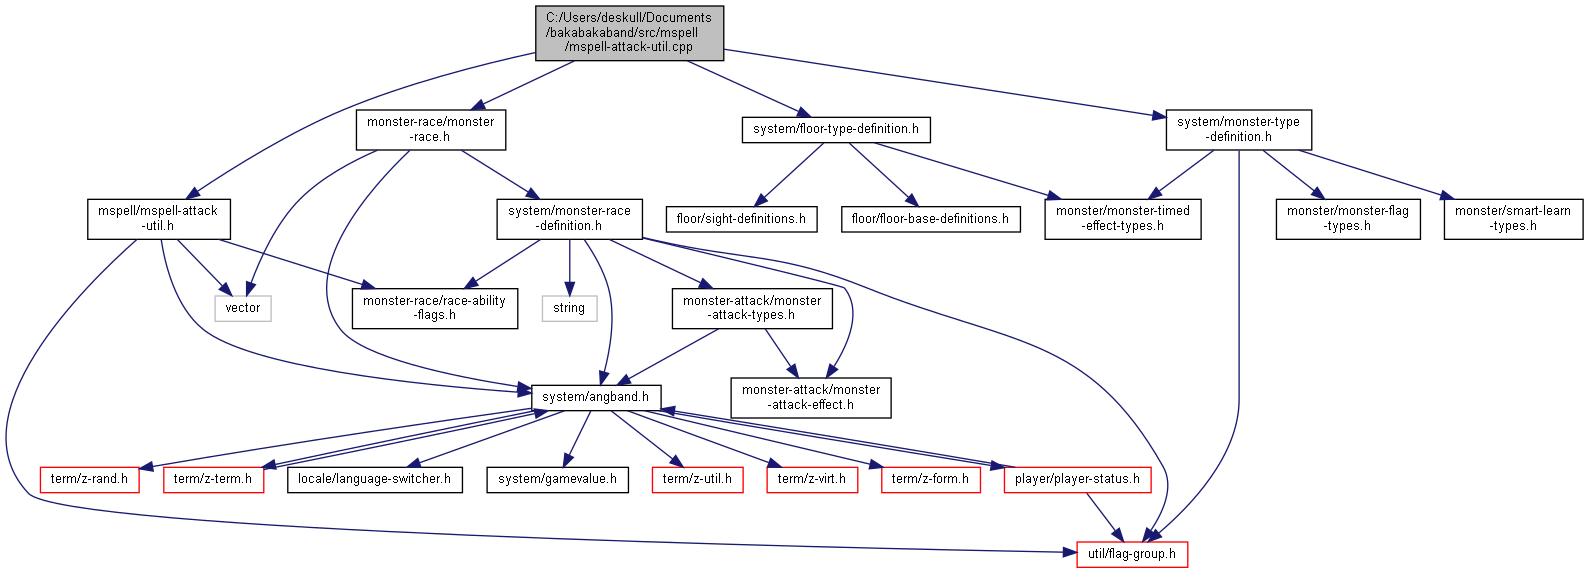 C:/Users/deskull/Documents
/bakabakaband/src/mspell
/mspell-attack-util.cpp
monster-race/monster
-race.h
system/floor-type-definition.h
system/monster-type
-definition.h
mspell/mspell-attack
-util.h
system/monster-race
-definition.h
floor/sight-definitions.h
floor/floor-base-definitions.h
monster/monster-timed
-effect-types.h
monster/monster-flag
-types.h
monster/smart-learn
-types.h
vector
monster-race/race-ability
-flags.h
string
monster-attack/monster
-attack-types.h
system/angband.h
monster-attack/monster
-attack-effect.h
term/z-rand.h
term/z-term.h
locale/language-switcher.h
system/gamevalue.h
term/z-util.h
term/z-virt.h
term/z-form.h
player/player-status.h
util/flag-group.h